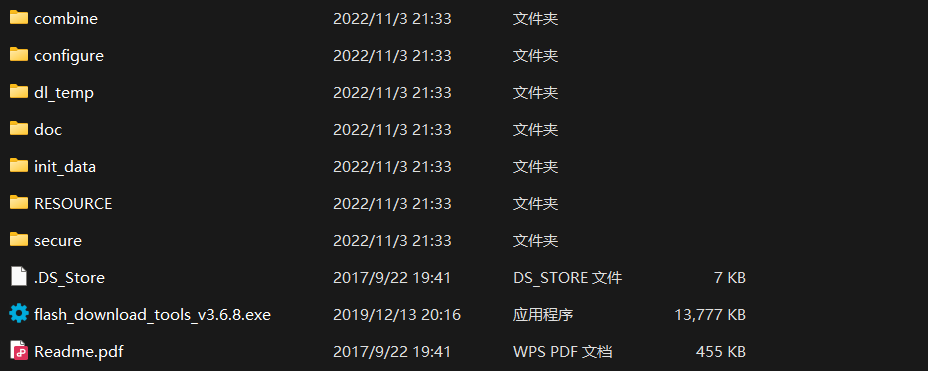 combine 2022/11/3 21:33 文件夹
configure 2022/11/3 21:33 文件夹
dl_temp 2022/11/3 21:33 文件夹
doc 2022/11/3 21:33 文件夹
init_data 2022/11/3 21:33 文件夹
RESOURCE 2022/11/3 21:33 文件夹
secure 2022/11/3 21:33 文件夹
.DS_Store 2017/9/22 19:41 DS_STORE 文件 7 KB
flash_download_tools_v3.6.8.exe 2019/12/13 20:16 应用程序 13,777 KB
Readme.pdf 2017/9/22 19:41 WPS PDF 文档 455 KB